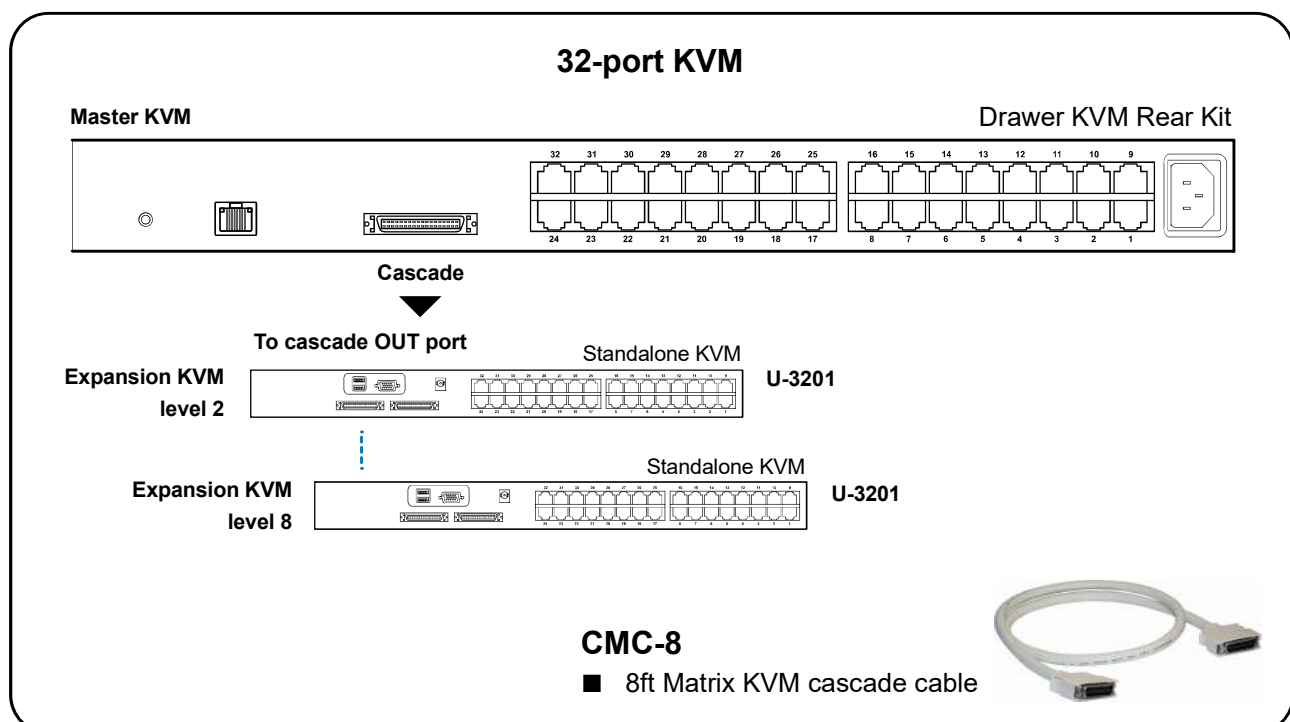 32-port KVM
Master KVM
Drawer KVM Rear Kit
32 31 30 29 28 27 26 25 16 15 14 13 12 11 10 9
24 23 22 21 20 19 18 17 8 7 6 5 4 3 2 1
Cascade
To cascade OUT port
Standalone KVM
Expansion KVM
level 2
U-3201
Standalone KVM
Expansion KVM
level 8
U-3201
CMC-8
■ 8ft Matrix KVM cascade cable